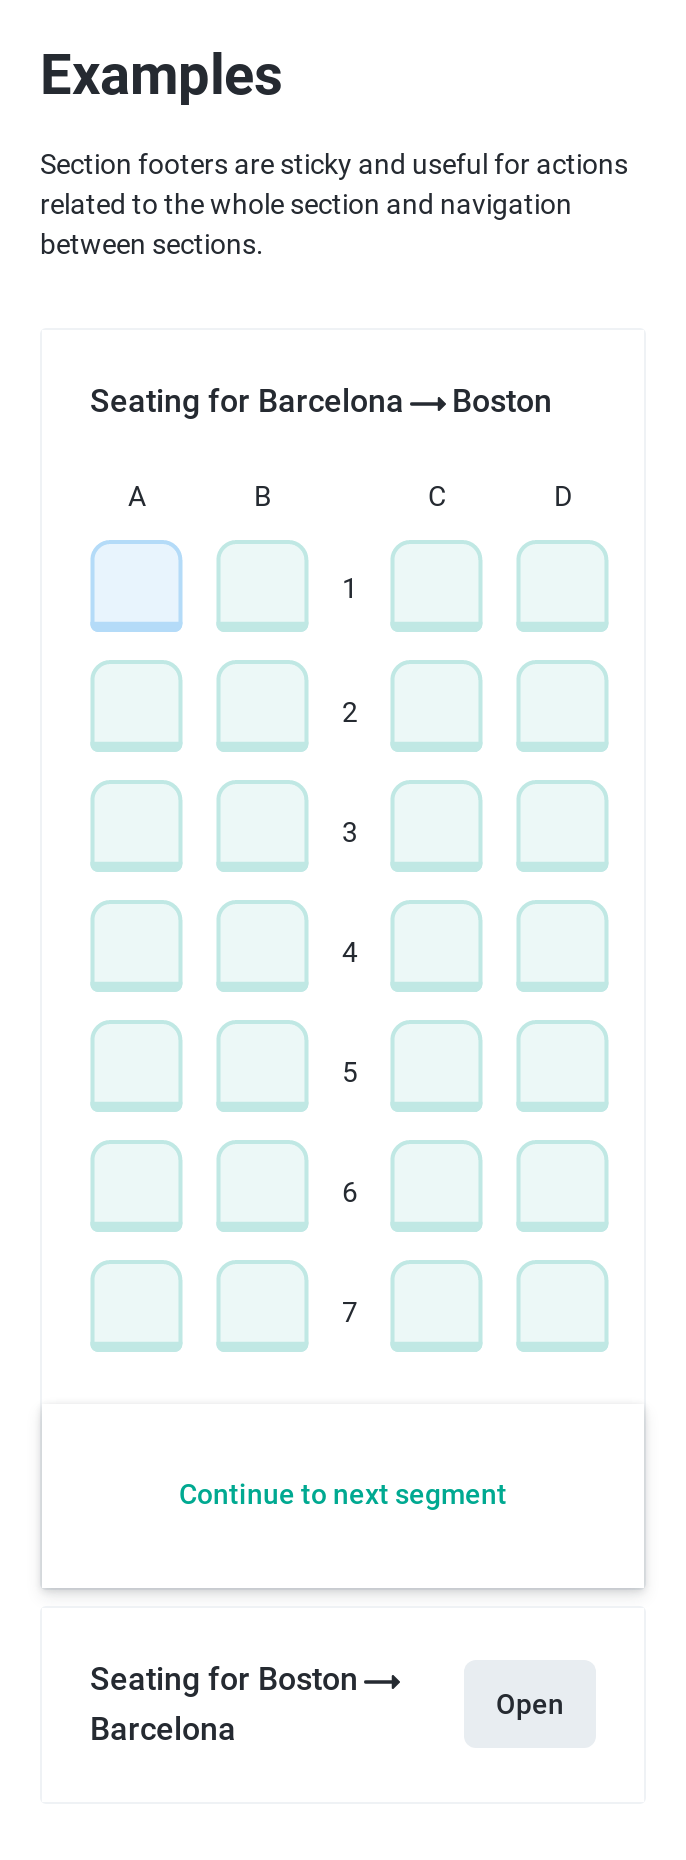 Examples
Section footers are sticky and useful for actions
related to the whole section and navigation
between sections.
Seating for Barcelona → Boston
A B C D
1
2
3
4
5
6
7
Continue to next segment
Seating for Boston →
Barcelona
Open